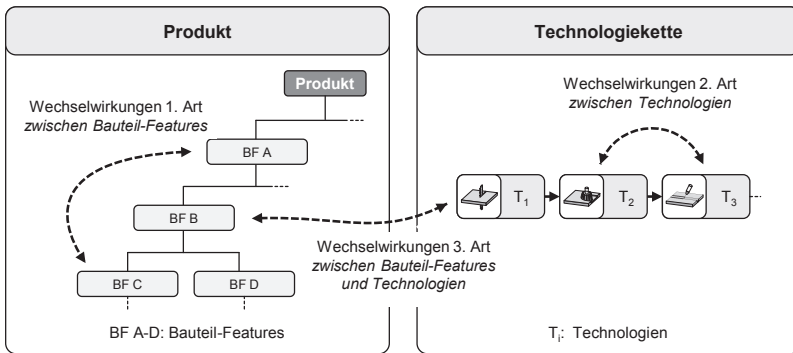 Produkt
Produkt
Wechselwirkungen 1. Art
zwischen Bauteil-Features
BF A
BF B
BF C
BF D
BF A-D: Bauteil-Features
Wechselwirkungen 3. Art
zwischen Bauteil-Features
und Technologien
Technologiekette
Wechselwirkungen 2. Art
zwischen Technologien
T1
T2
T3
Ti: Technologien